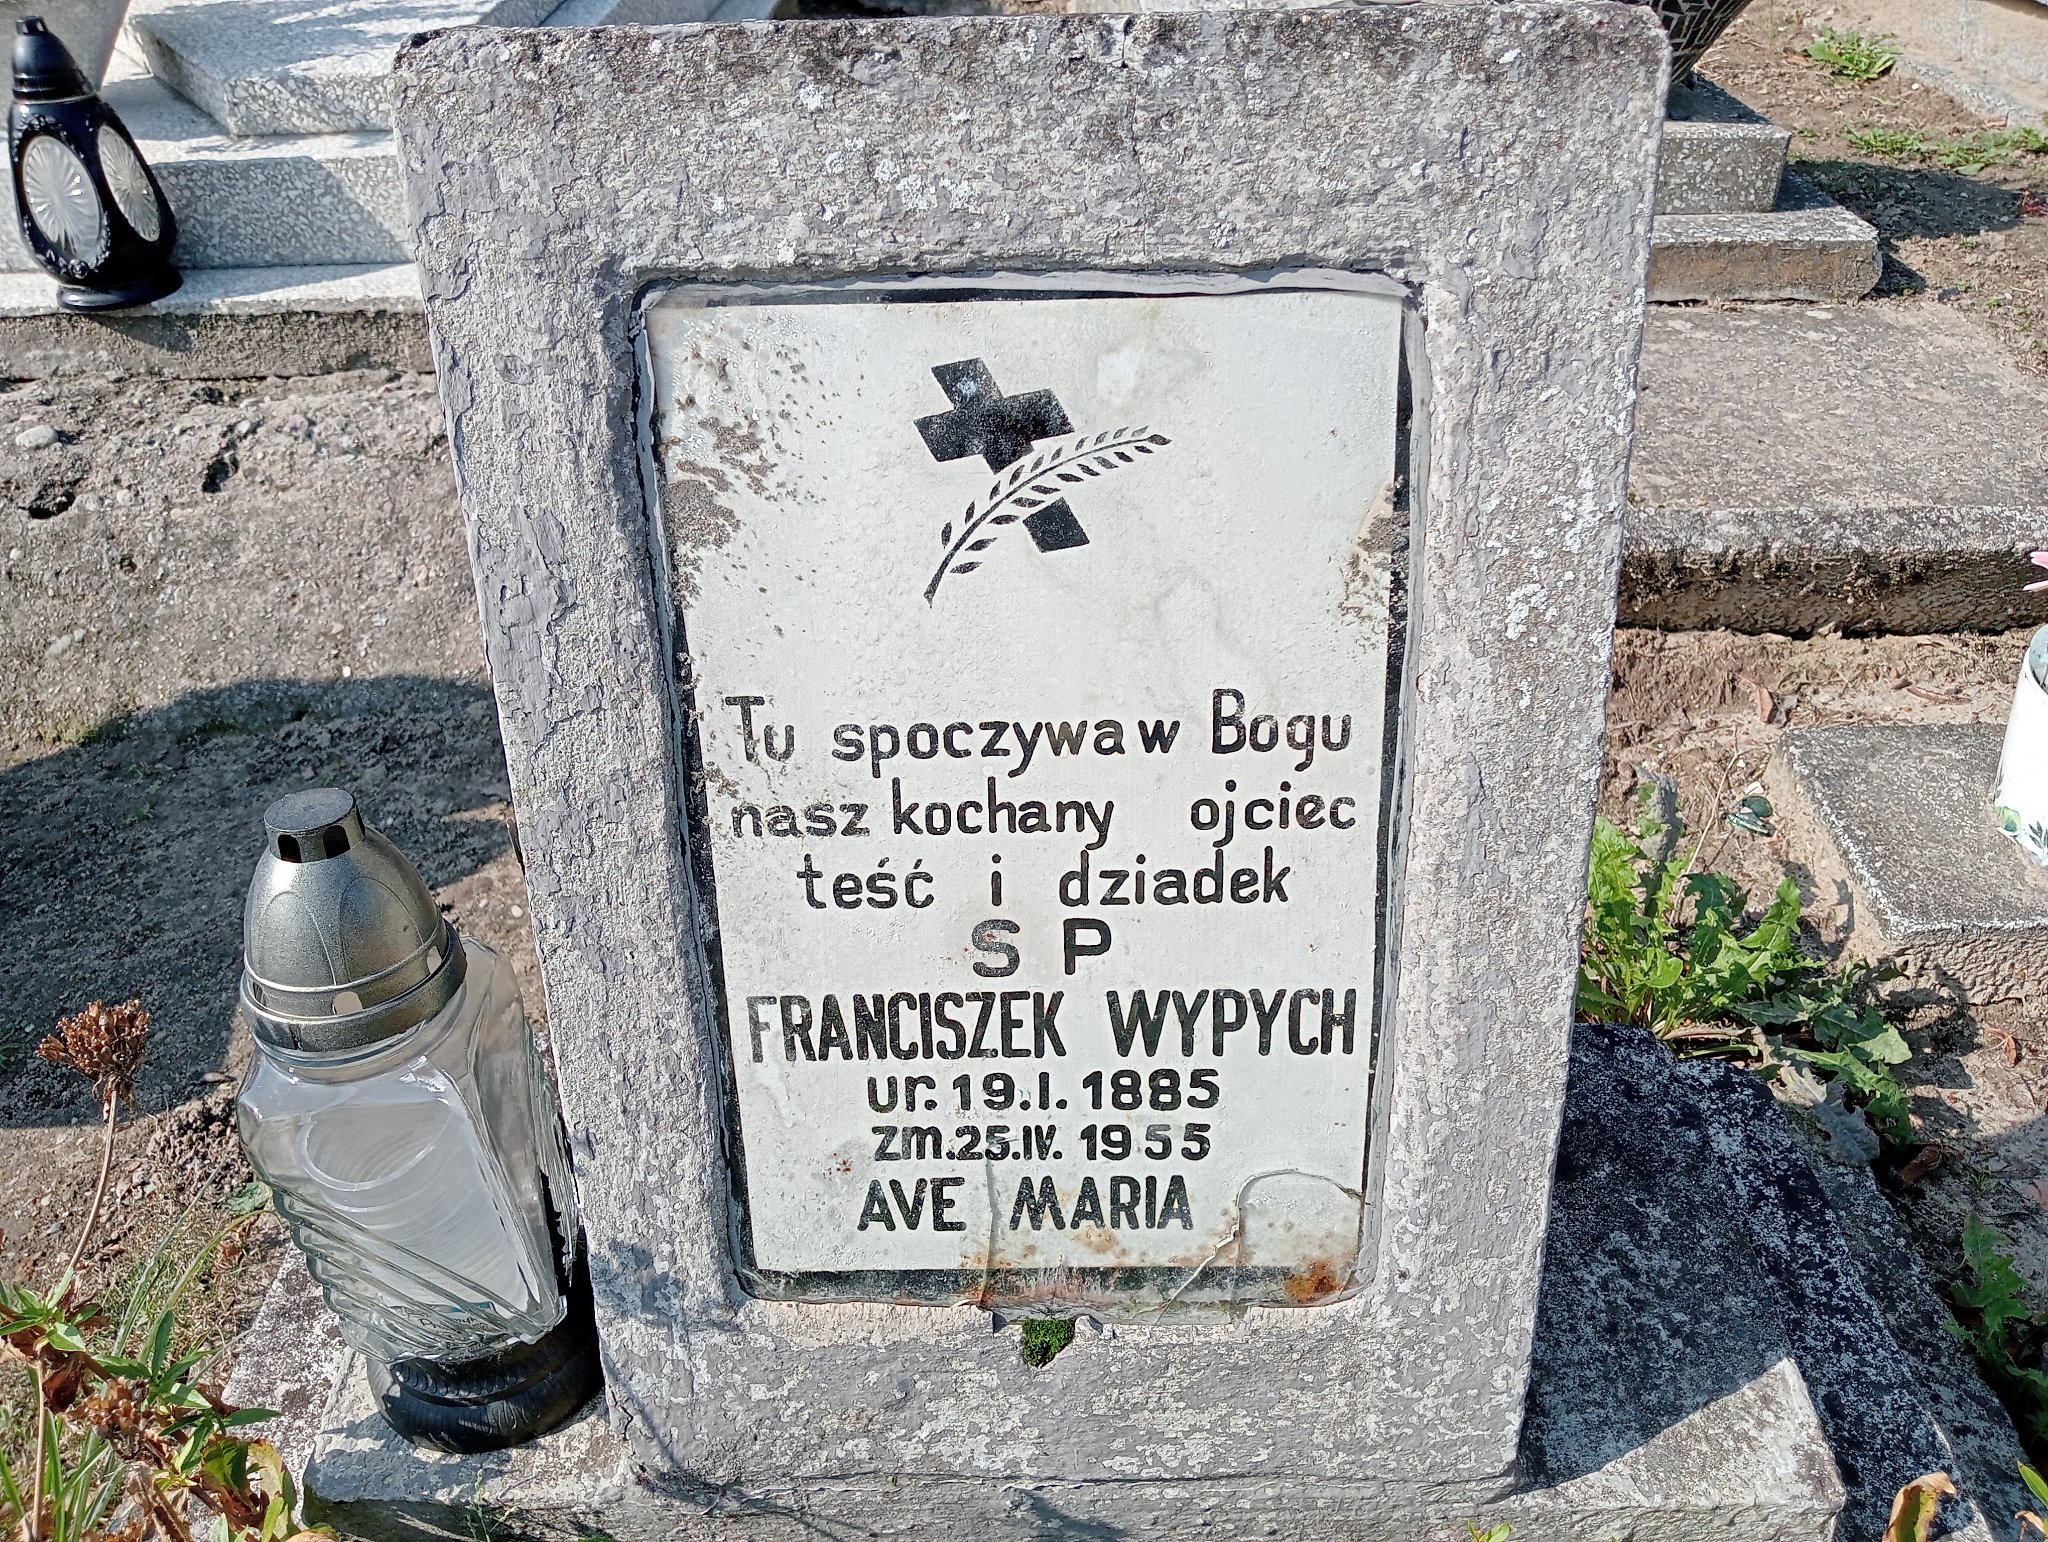 Tu spoczywa w Bogu
nasz kochany ojciec
teść i dziadek
S P
FRANCISZEK WYPYCH
ur. 19.I. 1885
zm.25.IV. 1955
AVE MARIA